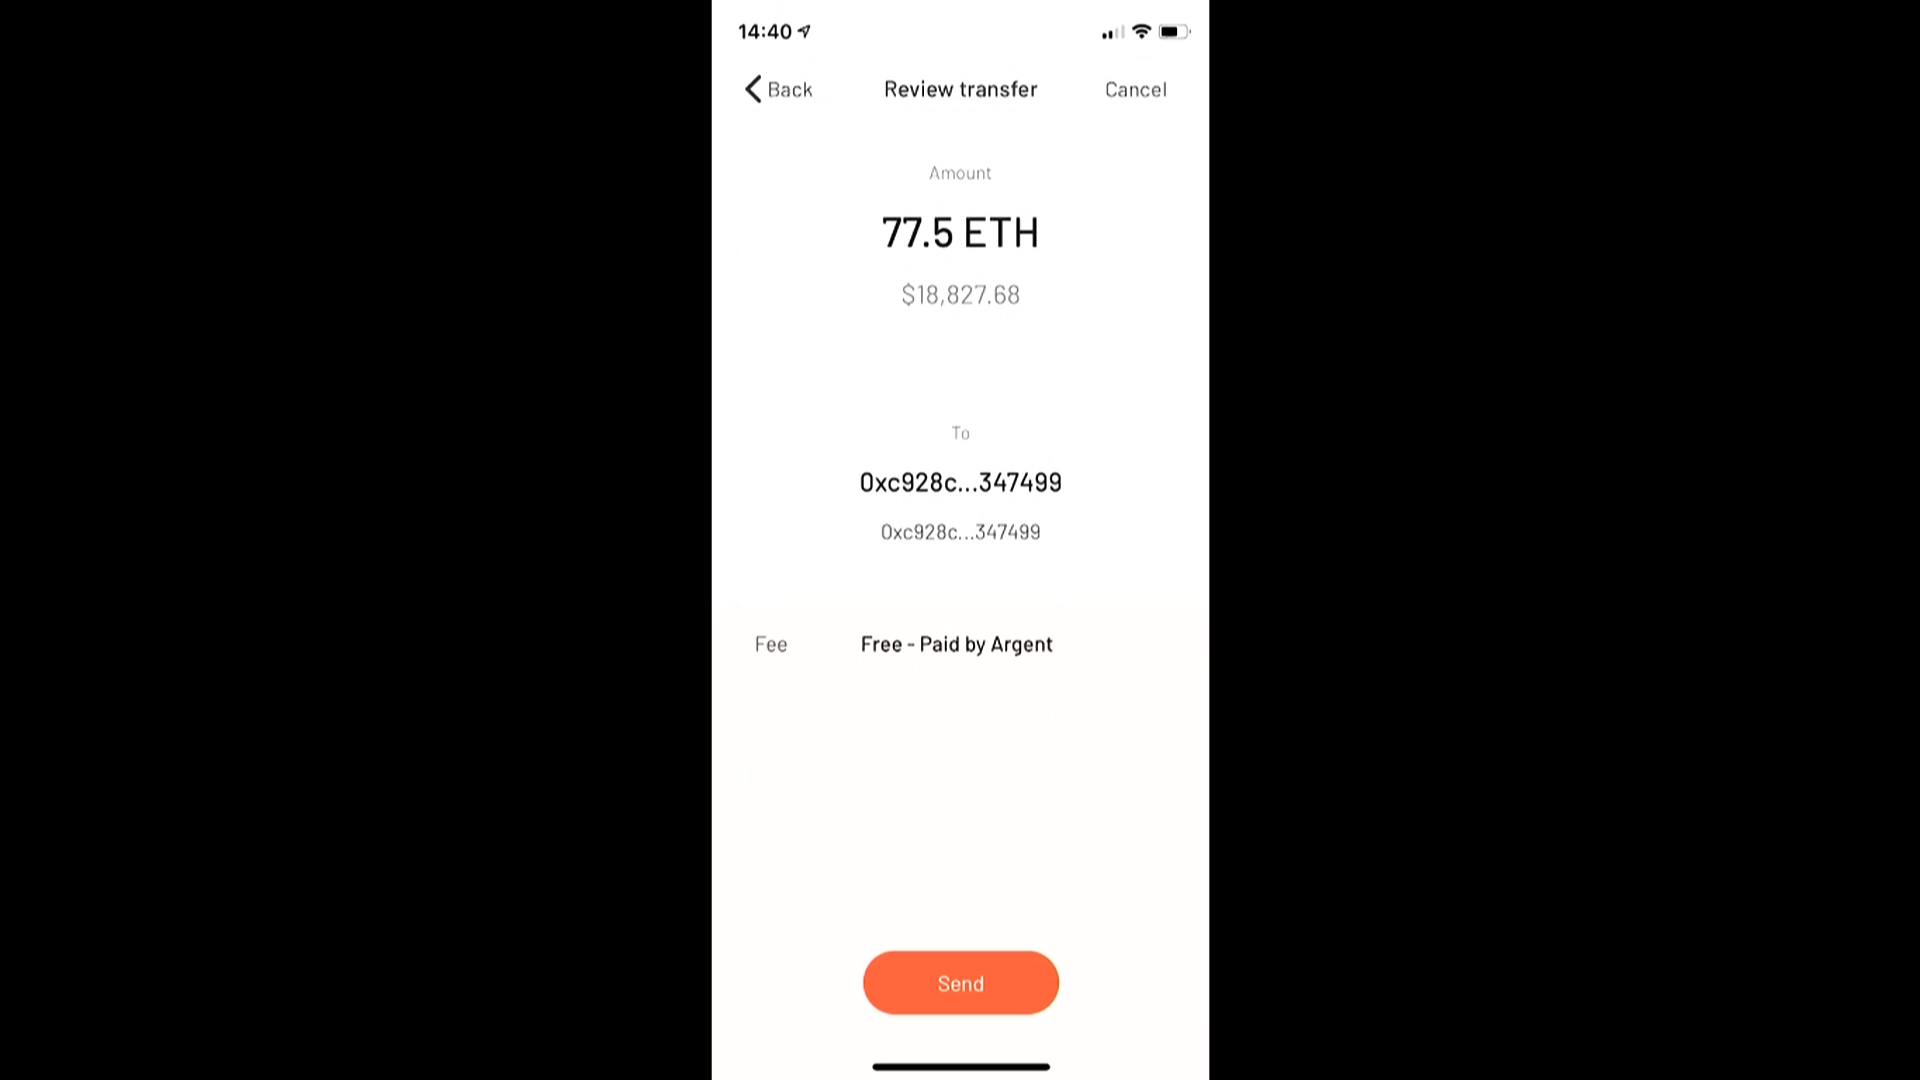 14:40
Back Review transfer Cancel
Amount
77.5 ETH
$18,827.68
To
0xc928c...347499
0xc928c...347499
Fee Free - Paid by Argent
Send